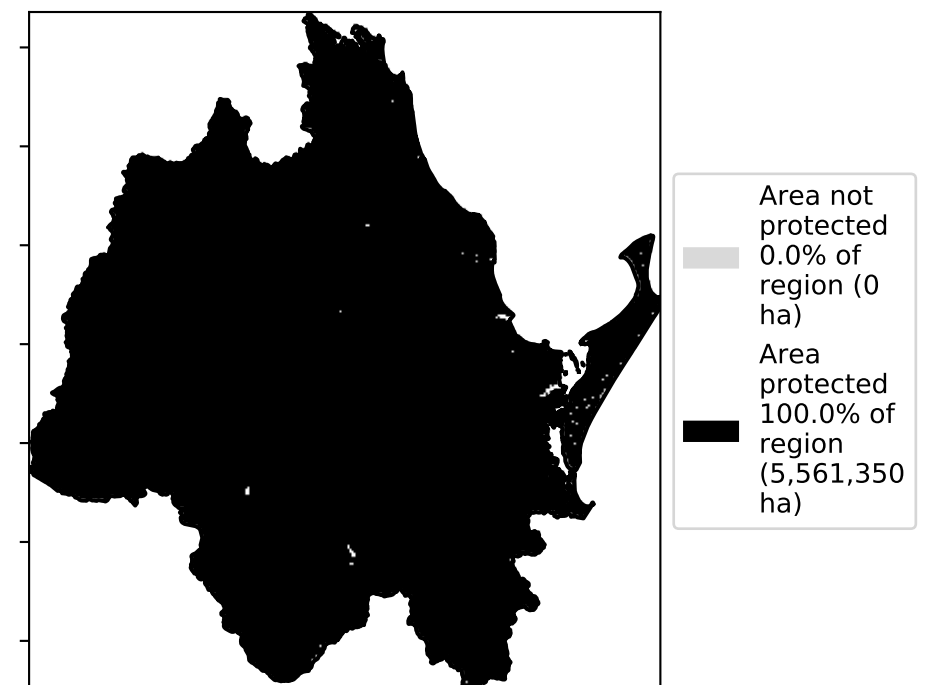 Area not
protected
0.0% of
region (0
ha)
Area
protected
100.0% of
region
(5,561,350
ha)